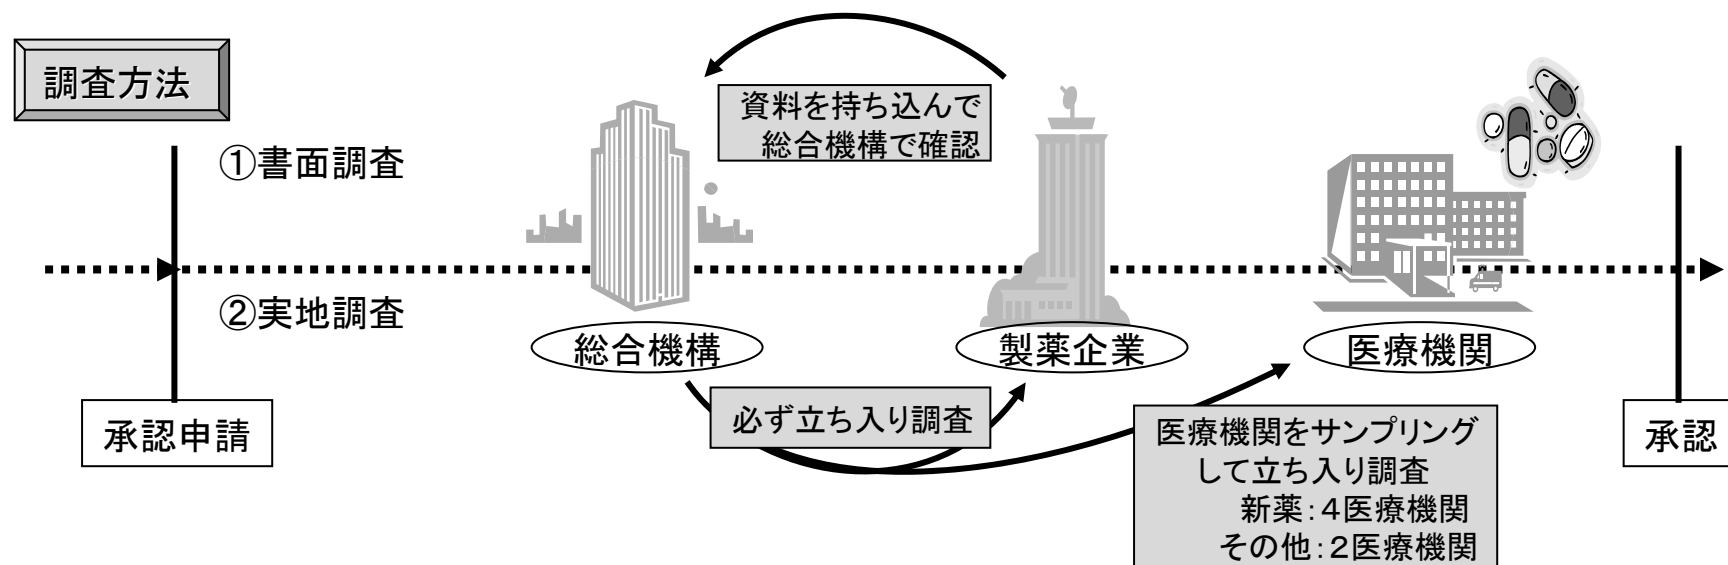 調査方法
①書面調査
資料を持ち込んで
総合機構で確認
②実地調査
総合機構
製薬企業
医療機関
承認申請
必ず立ち入り調査
医療機関をサンプリング
して立ち入り調査
新薬：４医療機関
その他：２医療機関
承認